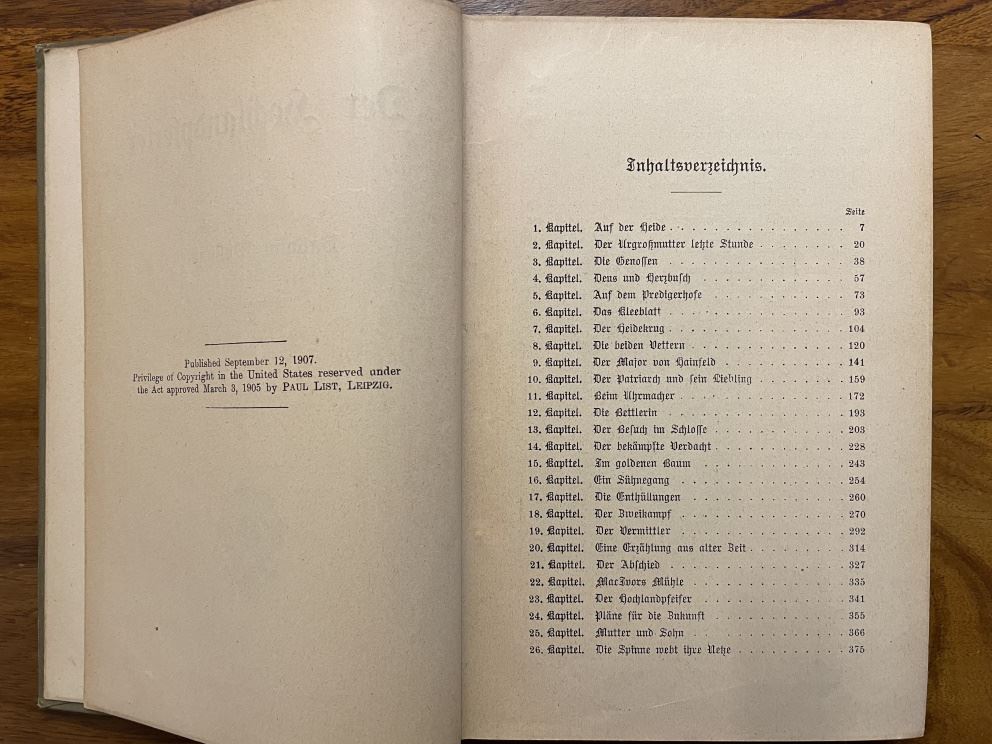 Published September 12, 1907.
Privilege of Copyright in the United States reserved under
the Act approved March 3, 1905 by PAUL LIST, LEIPZIG.
Inhaltsverzeichnis.
Seite
1. Kapitel. Auf der Heide . . . . . . . . . . . . . . . . 7
2. Kapitel. Der Urgroßmutter letzte Stunde . . . . . . . . 20
3. Kapitel. Die Genossen . . . . . . . . . . . . . . . . 38
4. Kapitel. Dens und Herzbusch . . . . . . . . . . . . . 57
5. Kapitel. Auf dem Predigerhofe . . . . . . . . . . . . 73
6. Kapitel. Das Kleeblatt . . . . . . . . . . . . . . . . 93
7. Kapitel. Der Heidekrug . . . . . . . . . . . . . . . . 104
8. Kapitel. Die beiden Vettern . . . . . . . . . . . . . . 120
9. Kapitel. Der Major von Hainfeld . . . . . . . . . . . 141
10. Kapitel. Der Patriarch und sein Liebling . . . . . . . . 159
11. Kapitel. Beim Uhrmacher . . . . . . . . . . . . . . . 172
12. Kapitel. Die Bettlerin . . . . . . . . . . . . . . . . 193
13. Kapitel. Der Besuch im Schlosse . . . . . . . . . . . . 203
14. Kapitel. Der bekämpfte Verdacht . . . . . . . . . . . . 228
15. Kapitel. Im goldenen Baum . . . . . . . . . . . . . 243
16. Kapitel. Ein Sühnegang . . . . . . . . . . . . . . . 254
17. Kapitel. Die Enthüllungen . . . . . . . . . . . . . . 260
18. Kapitel. Der Zweikampf . . . . . . . . . . . . . . . 270
19. Kapitel. Der Vermittler . . . . . . . . . . . . . . . 292
20. Kapitel. Eine Erzählung aus alter Zeit . . . . . . . . . 314
21. Kapitel. Der Abschied . . . . . . . . . . . . . . . . 327
22. Kapitel. MacIvors Mühle . . . . . . . . . . . . . . 335
23. Kapitel. Der Hochlandpfeifer . . . . . . . . . . . . . 341
24. Kapitel. Pläne für die Zukunft . . . . . . . . . . . . 355
25. Kapitel. Mutter und Sohn . . . . . . . . . . . . . . 366
26. Kapitel. Die Spinne webt ihre Netze . . . . . . . . . . 375